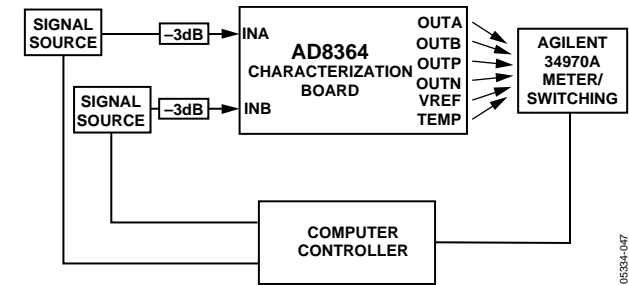 SIGNAL
SOURCE
–3dB
INA
SIGNAL
SOURCE
–3dB
INB
AD8364
CHARACTERIZATION
BOARD
OUTA
OUTB
OUTP
OUTN
VREF
TEMP
AGILENT
34970A
METER/
SWITCHING
COMPUTER
CONTROLLER
05334-047